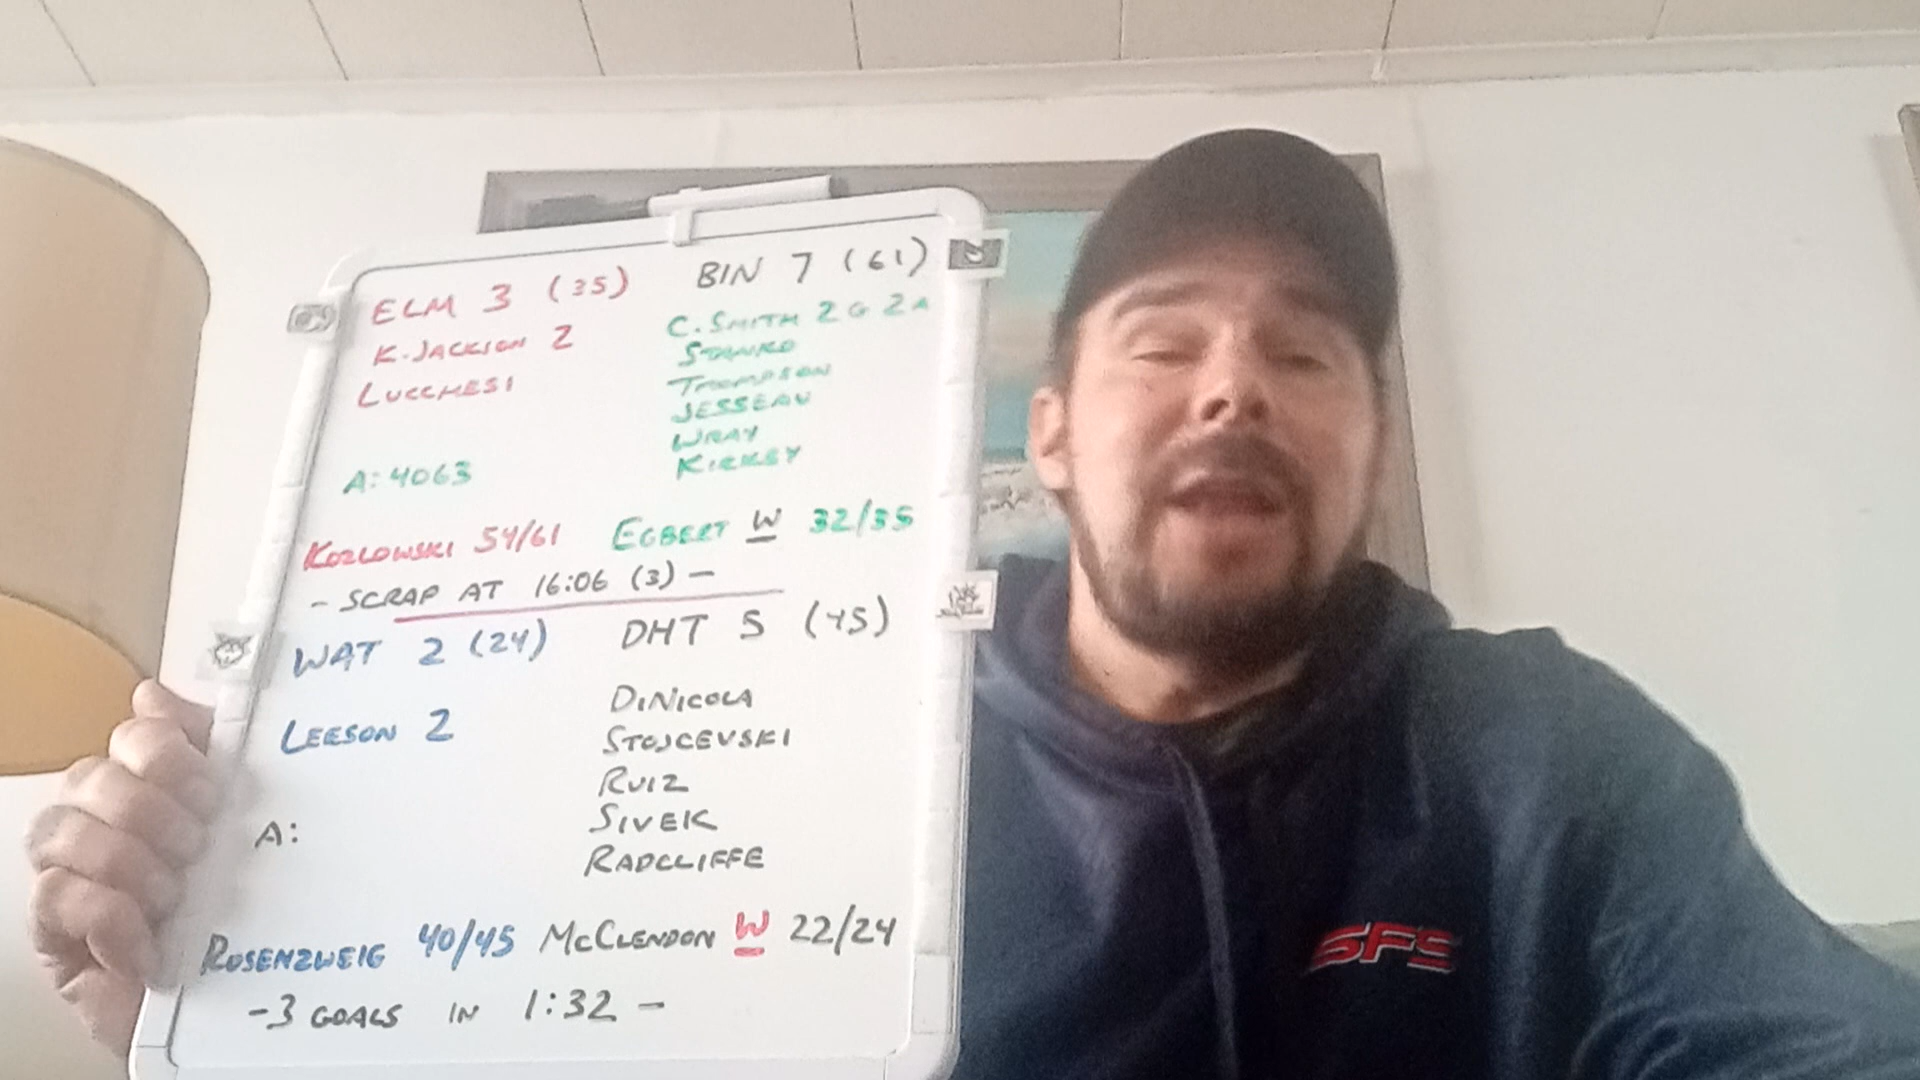 ELM 3 (35) BIN 7 (61)
K. JACKSON 2 C. SMITH 2G 2A
LUCCHESI STANKO
THOMPSON
JESSEAU
WRAY
A: 4063 KIRKBY
KOZLOWSKI 54/61 EGBERT W 32/35
- SCRAP AT 16:06 (3) -
WAT 2 (24) DHT 5 (45)
DINICOLA
LEESON 2 STOJCEVSKI
RUIZ
A: SIVEK
RADCLIFFE
ROSENZWEIG 40/45 MCCLENDON W 22/24
-3 GOALS IN 1:32 -
SFS